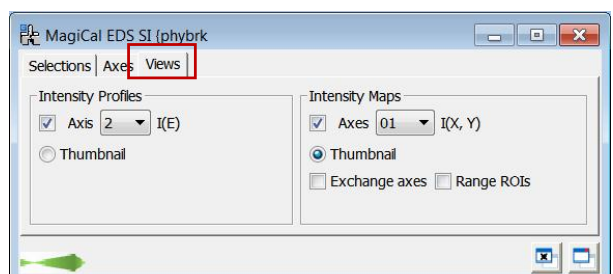 MagiCal EDS SI {phybrk
Selections Axes Views
Intensity Profiles
Axis 2 I(E)
Thumbnail
Intensity Maps
Axes 01 I(X, Y)
Thumbnail
Exchange axes Range ROIs